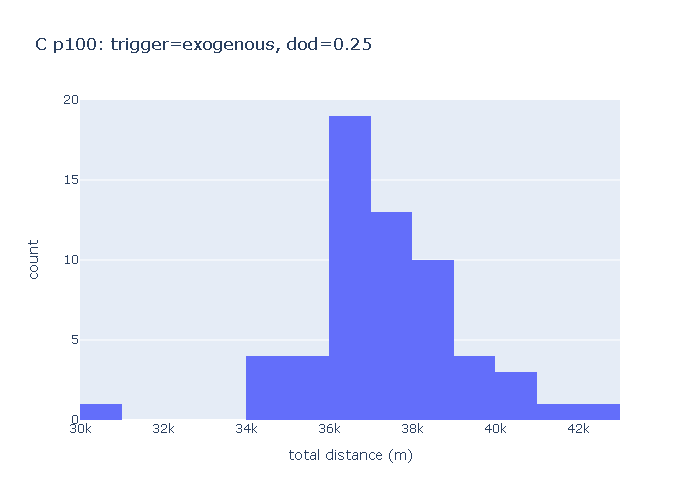 C p100: trigger=exogenous, dod=0.25
20
15
10
5
0
count
30k 32k 34k 36k 38k 40k 42k
total distance (m)